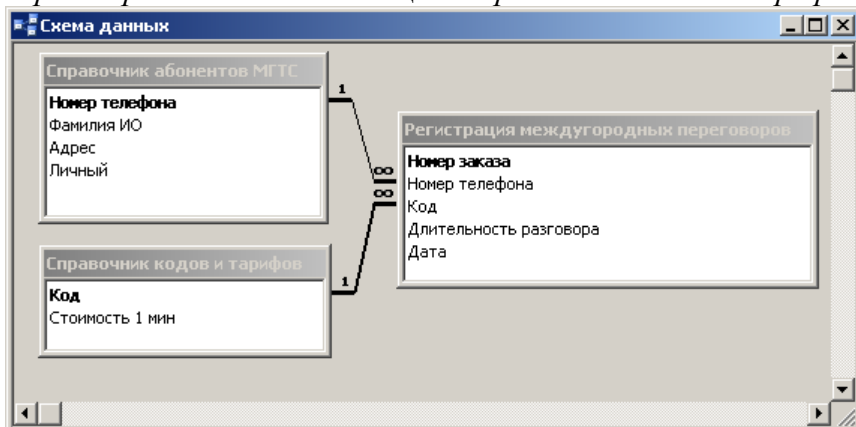 Схема данных
Справочник абонентов МГТС
Номер телефона
Фамилия ИО
Адрес
Личный
1
Регистрация междугородных переговоров
Номер заказа
Номер телефона
Код
Длительность разговора
Дата
∞
∞
Справочник кодов и тарифов
Код
Стоимость 1 мин
1